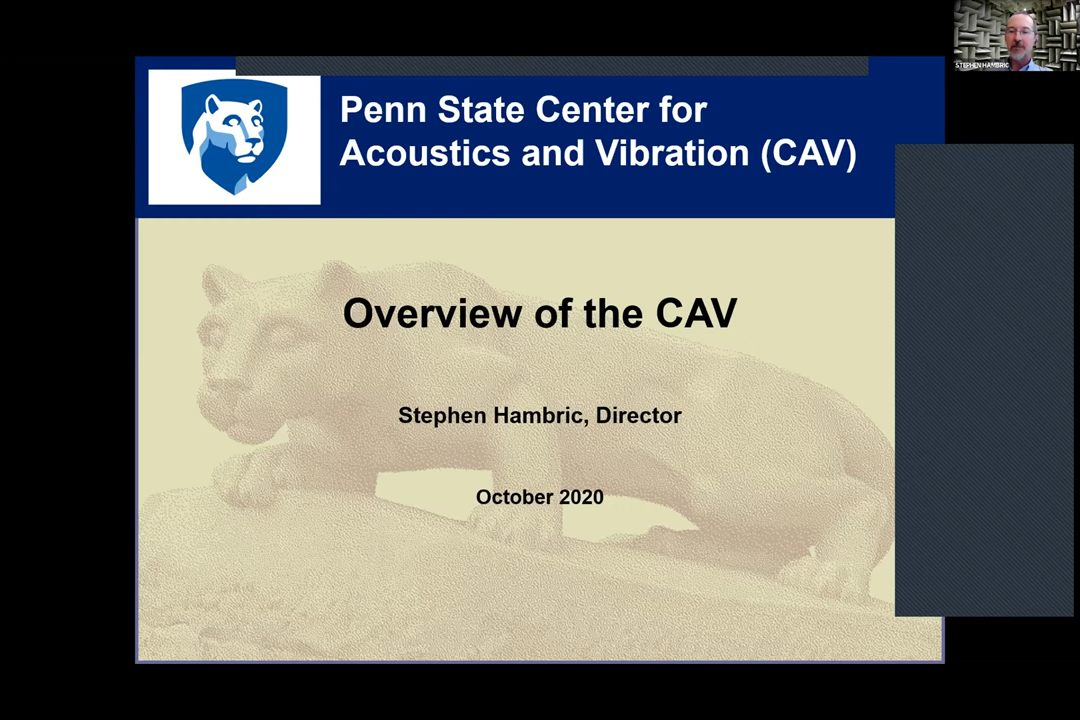 STEPHEN HAMBRIC
Penn State Center for
Acoustics and Vibration (CAV)
Overview of the CAV
Stephen Hambric, Director
October 2020